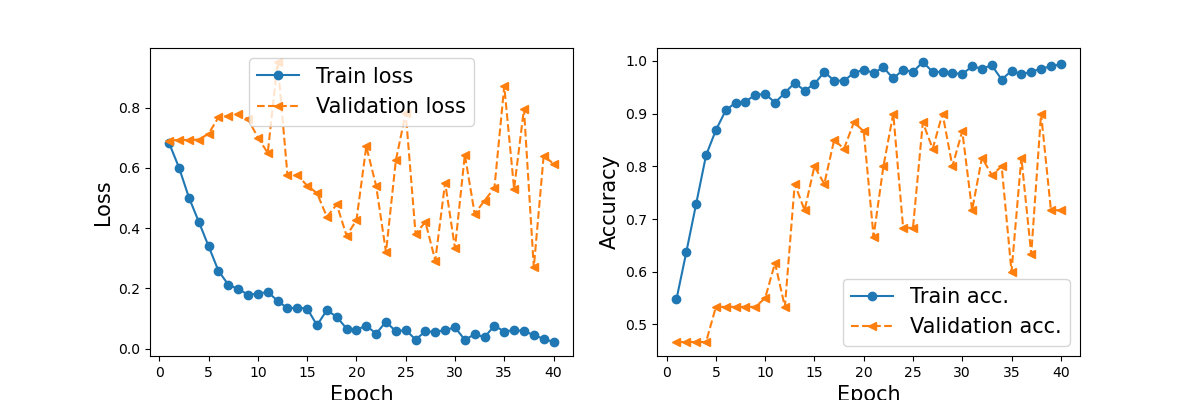 Train loss
Validation loss
Loss
0.8
0.6
0.4
0.2
0.0
0 5 10 15 20 25 30 35 40
Epoch
Accuracy
1.0
0.9
0.8
0.7
0.6
0.5
Train acc.
Validation acc.
0 5 10 15 20 25 30 35 40
Epoch